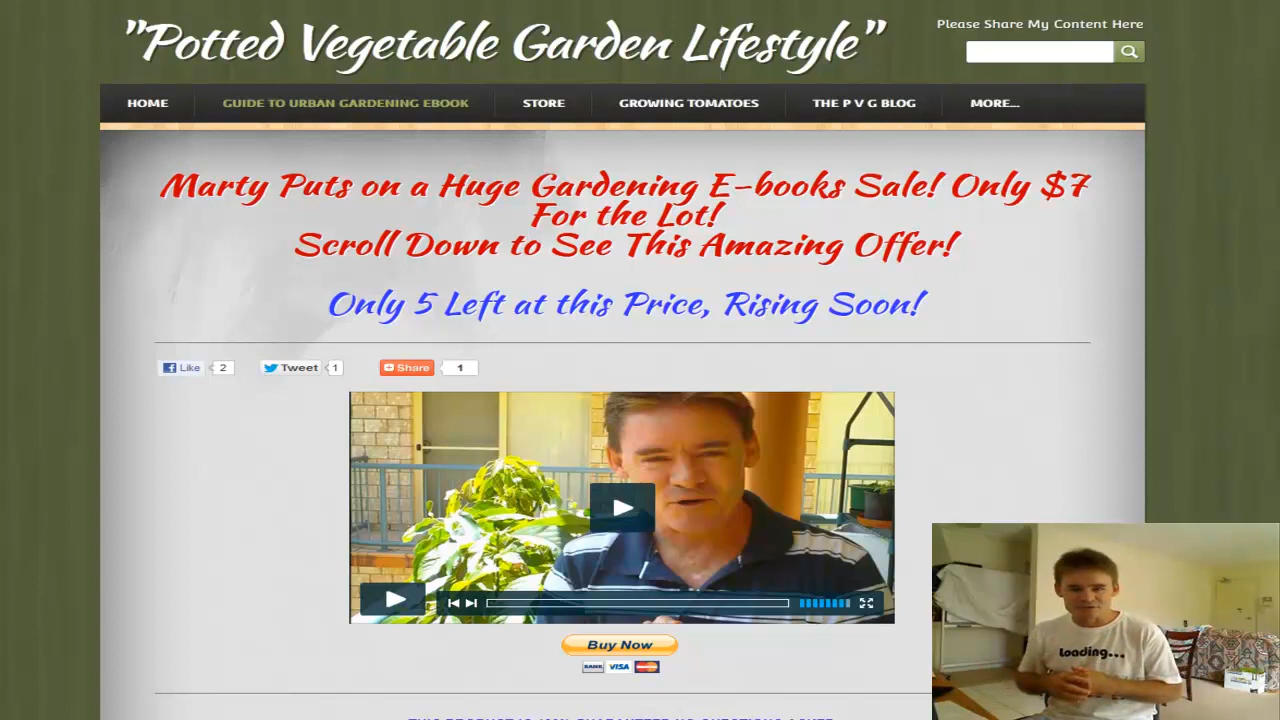 "Potted Vegetable Garden Lifestyle"
Please Share My Content Here
HOME
GUIDE TO URBAN GARDENING EBOOK
STORE
GROWING TOMATOES
THE P V G BLOG
MORE...
Marty Puts on a Huge Gardening E-books Sale! Only $7
For the Lot!
Scroll Down to See This Amazing Offer!
Only 5 Left at this Price, Rising Soon!
Like 2
Tweet 1
Share 1
Buy Now
BANK VISA MasterCard
Loading...